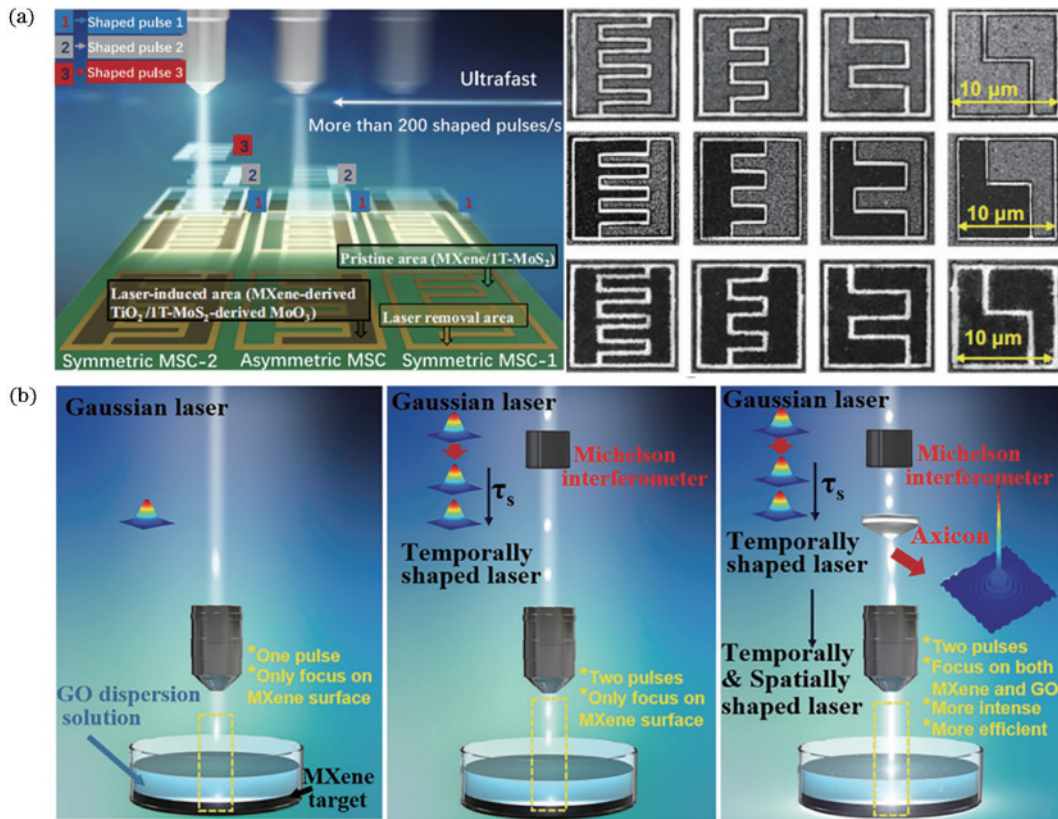 (a)
1 Shaped pulse 1
2 Shaped pulse 2
3 Shaped pulse 3
Ultrafast
More than 200 shaped pulses/s
3
2
2
1
1
1
Pristine area (MXene/1T-MoS₂)
Laser-induced area (MXene-derived
TiO₂/1T-MoS₂-derived MoO₃)
Laser removal area
Symmetric MSC-2
Asymmetric MSC
Symmetric MSC-1
10 μm
10 μm
10 μm
(b)
Gaussian laser
*One pulse
*Only focus on
MXene surface
GO dispersion
solution
MXene
target
Gaussian laser
Michelson
interferometer
τs
Temporally
shaped laser
*Two pulses
*Only focus on
MXene surface
Gaussian laser
Michelson
interferometer
τs
Axicon
Temporally
shaped laser
Temporally
& Spatially
shaped laser
*Two pulses
*Focus on both
MXene and GO
*More intense
*More efficient